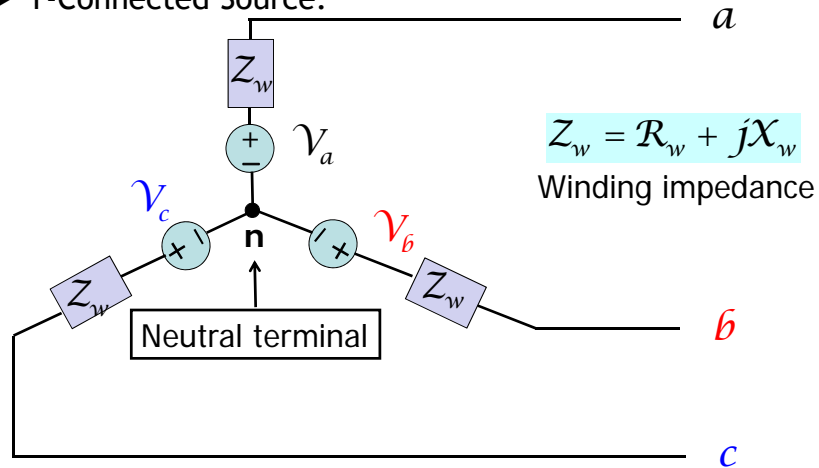 Y-Connected Source:
a
Z_w
+
−
V_a
Z_w = R_w + jX_w
Winding impedance
V_c
V_b
+ −
n
− +
Z_w
Z_w
Neutral terminal
b
c